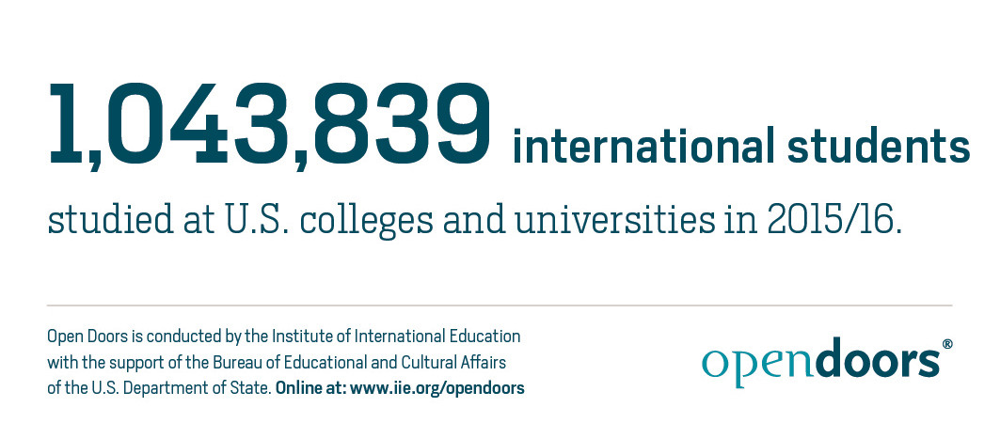 1,043,839 international students
studied at U.S. colleges and universities in 2015/16.
Open Doors is conducted by the Institute of International Education
with the support of the Bureau of Educational and Cultural Affairs
of the U.S. Department of State. Online at: www.iie.org/opendoors
opendoors®